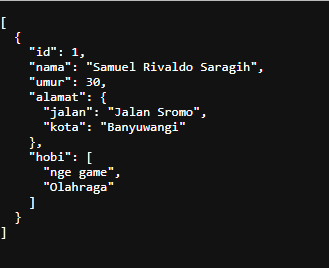 [
  {
    "id": 1,
    "nama": "Samuel Rivaldo Saragih",
    "umur": 30,
    "alamat": {
      "jalan": "Jalan Sromo",
      "kota": "Banyuwangi"
    },
    "hobi": [
      "nge game",
      "Olahraga"
    ]
  }
]